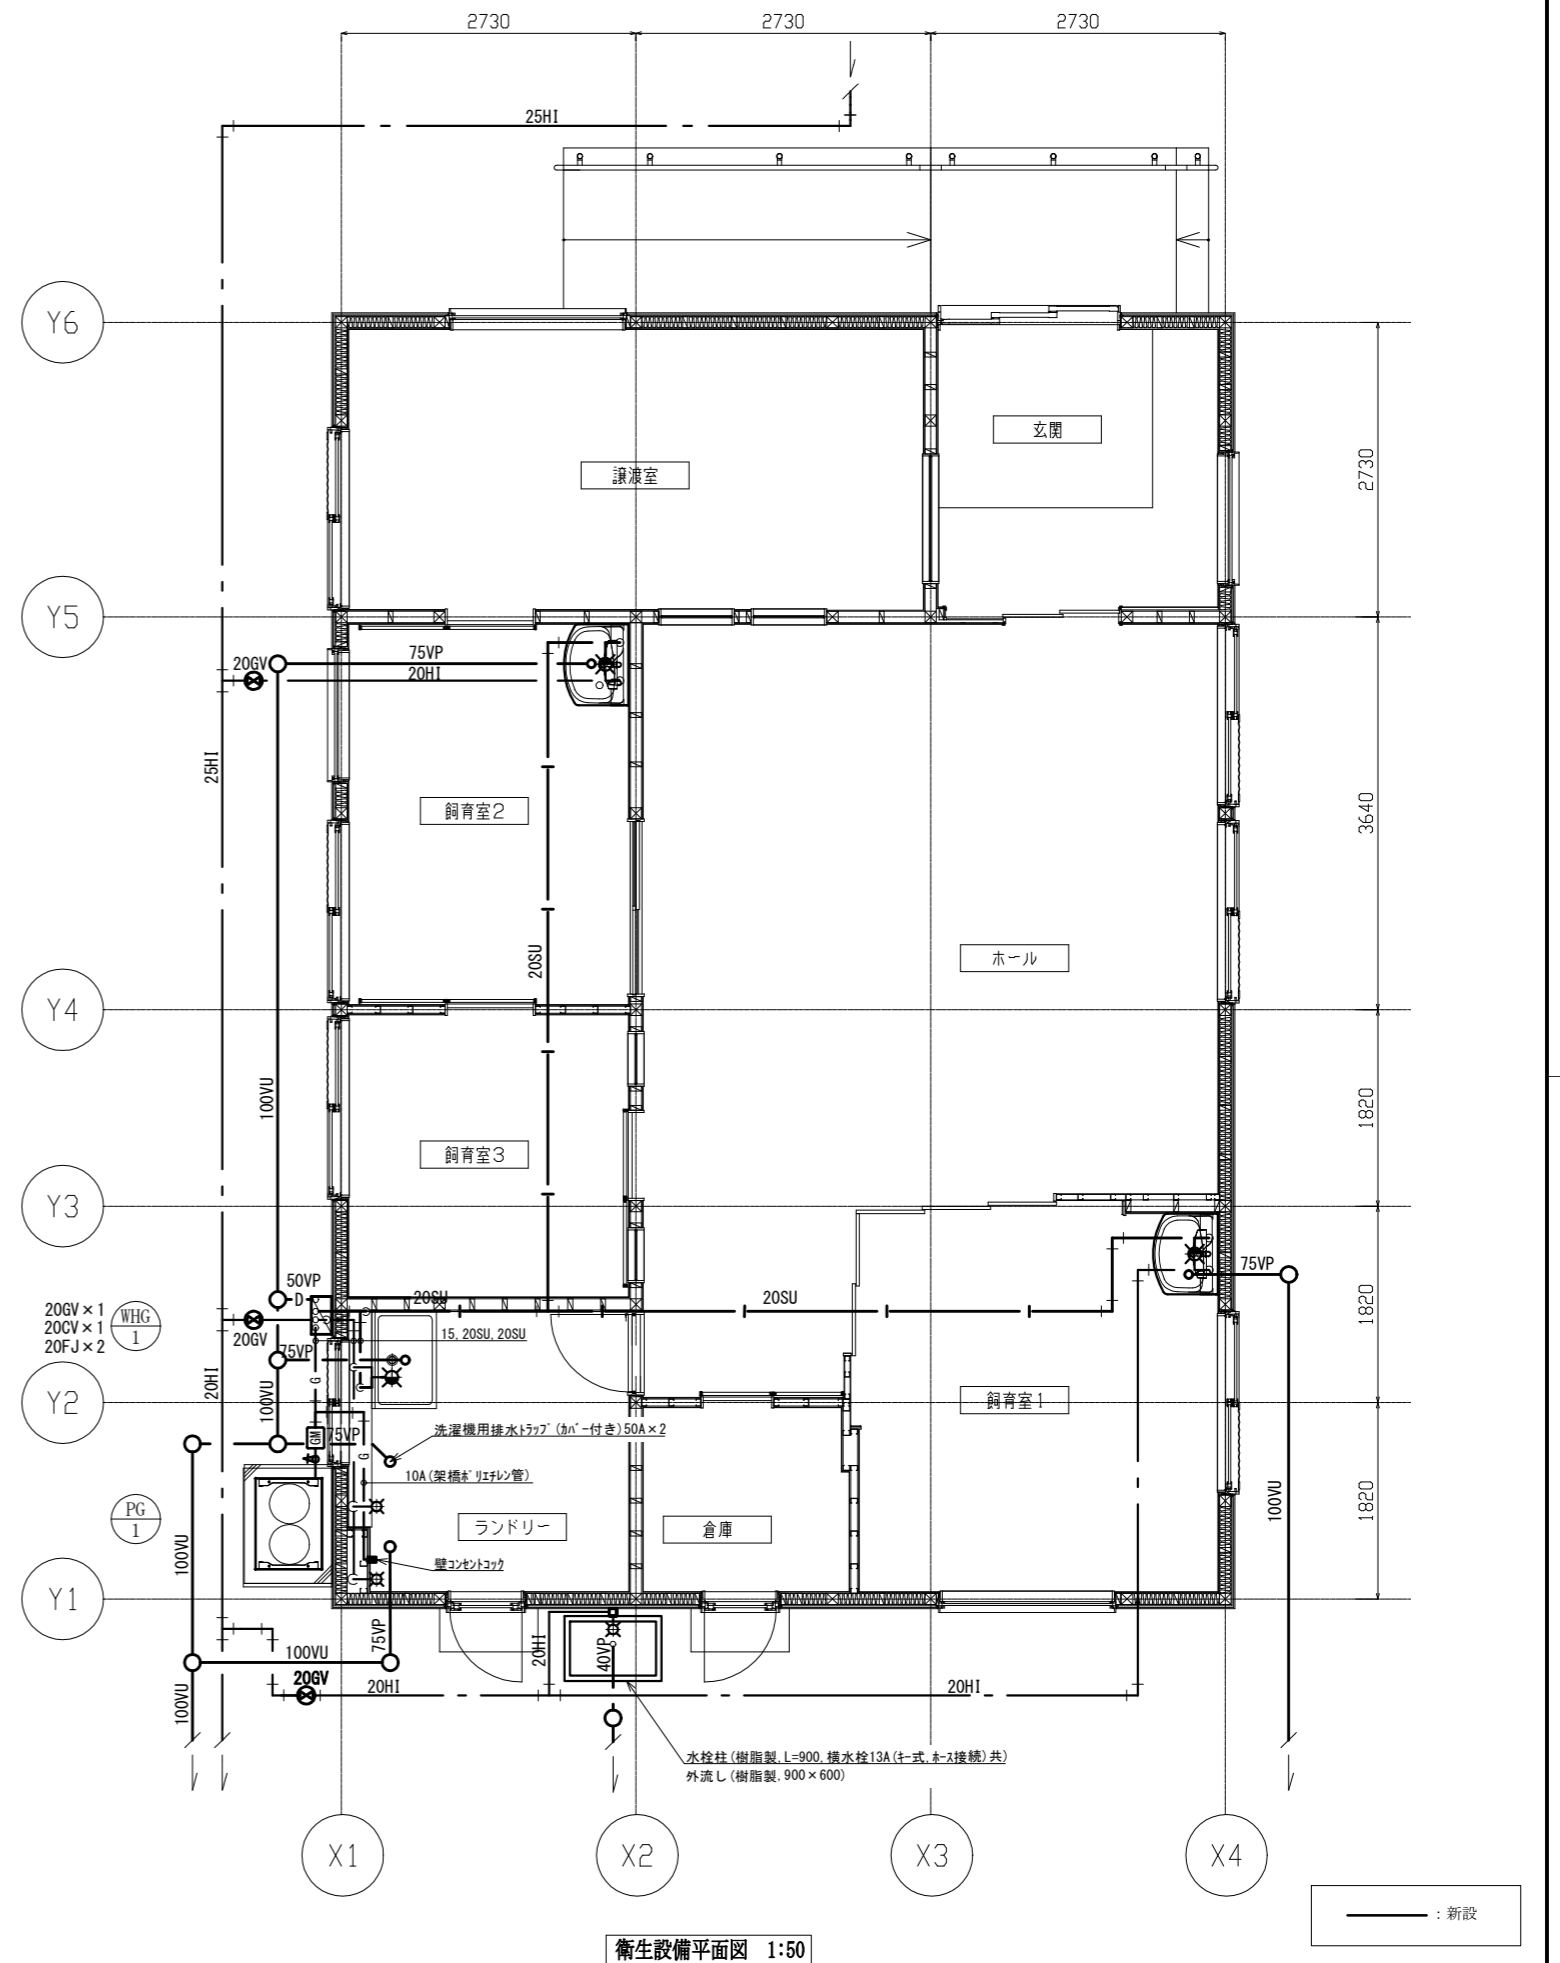 2730
2730
2730
25HI
Y6
玄関
譲渡室
2730
Y5
75VP
20GV
20HI
25HI
飼育室2
3640
20SU
ホール
Y4
100VU
1820
飼育室3
Y3
50VP
D
20SU
20SU
75VP
20GV×1
20CV×1
20FJ×2
WHG
1
20GV
15, 20SU, 20SU
75VP
1820
G
20HI
100VU
Y2
飼育室1
洗濯機用排水トラップ(カバー付き)50A×2
GM
75VP
G
10A(架橋ポリエチレン管)
PG
1
ランドリー
倉庫
1820
100VU
100VU
壁コンセントコック
Y1
100VU
75VP
20HI
40VP
20GV
20HI
20HI
100VU
水栓柱(樹脂製, L=900, 横水栓13A(キー式, ホース接続)共)
外流し(樹脂製, 900×600)
X1
X2
X3
X4
：新設
衛生設備平面図 1:50